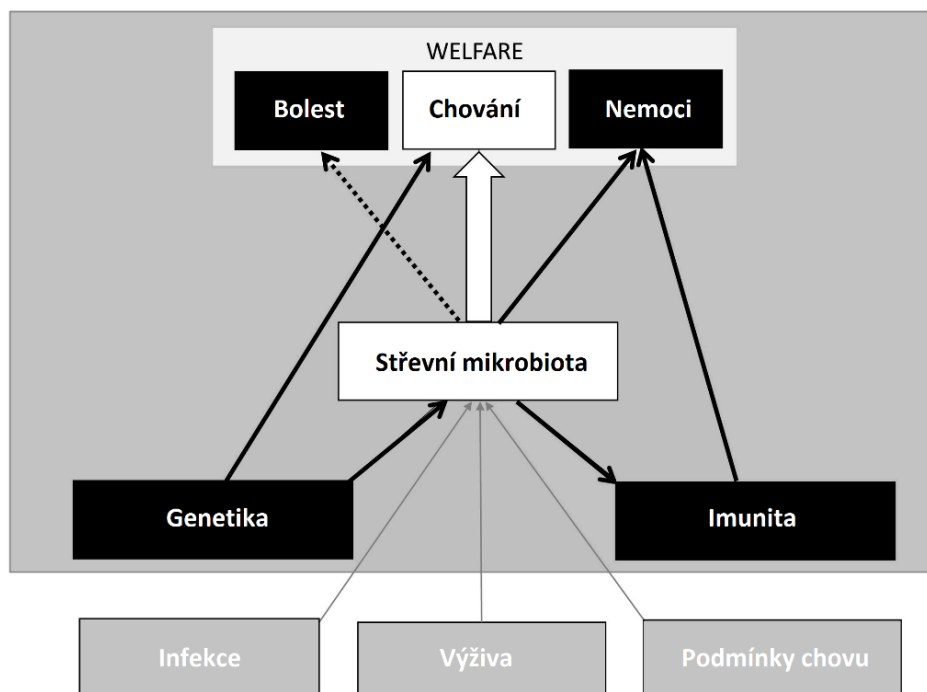 WELFARE
Bolest
Chování
Nemoci
Střevní mikrobiota
Genetika
Imunita
Infekce
Výživa
Podmínky chovu